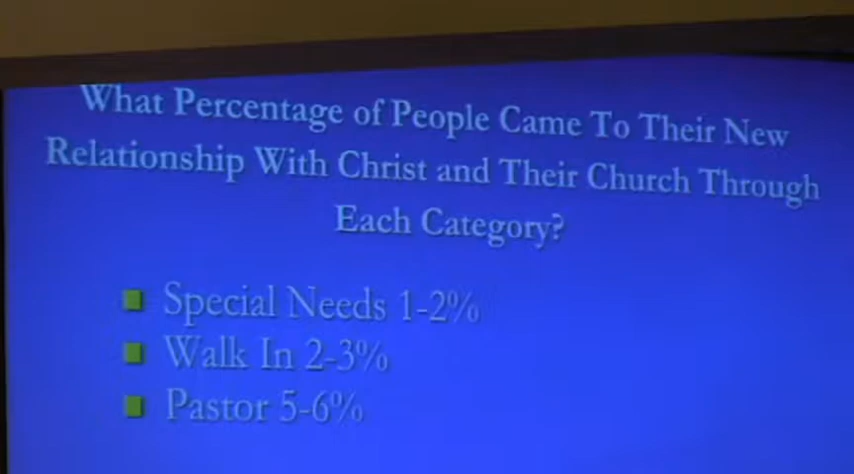 What Percentage of People Came To Their New
Relationship With Christ and Their Church Through
Each Category?
Special Needs 1-2%
Walk In 2-3%
Pastor 5-6%